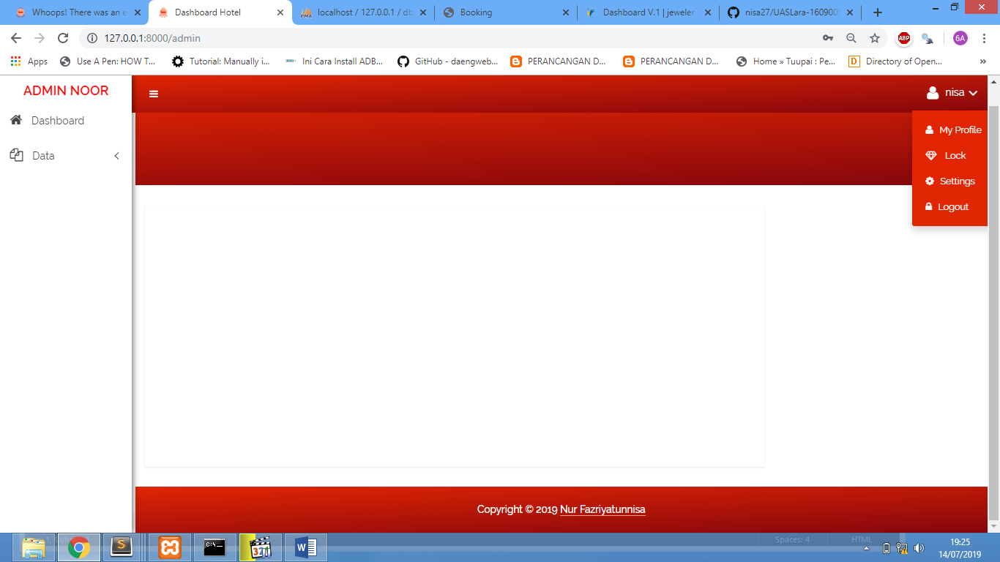 Whoops! There was an e
Dashboard Hotel
localhost / 127.0.0.1 / db
Booking
Dashboard V.1 | jeweler
nisa27/UASLara-160900
127.0.0.1:8000/admin
ABP
6A
Apps
Use A Pen: HOW T...
Tutorial: Manually i...
Ini Cara Install ADB...
GitHub - daengweb...
PERANCANGAN D...
PERANCANGAN D...
Home » Tuupai : Pe...
Directory of Open...
»
ADMIN NOOR
nisa
Dashboard
Data
My Profile
Lock
Settings
Logout
Copyright © 2019 Nur Fazriyatunnisa
Spaces: 4
HTML
19:25
14/07/2019